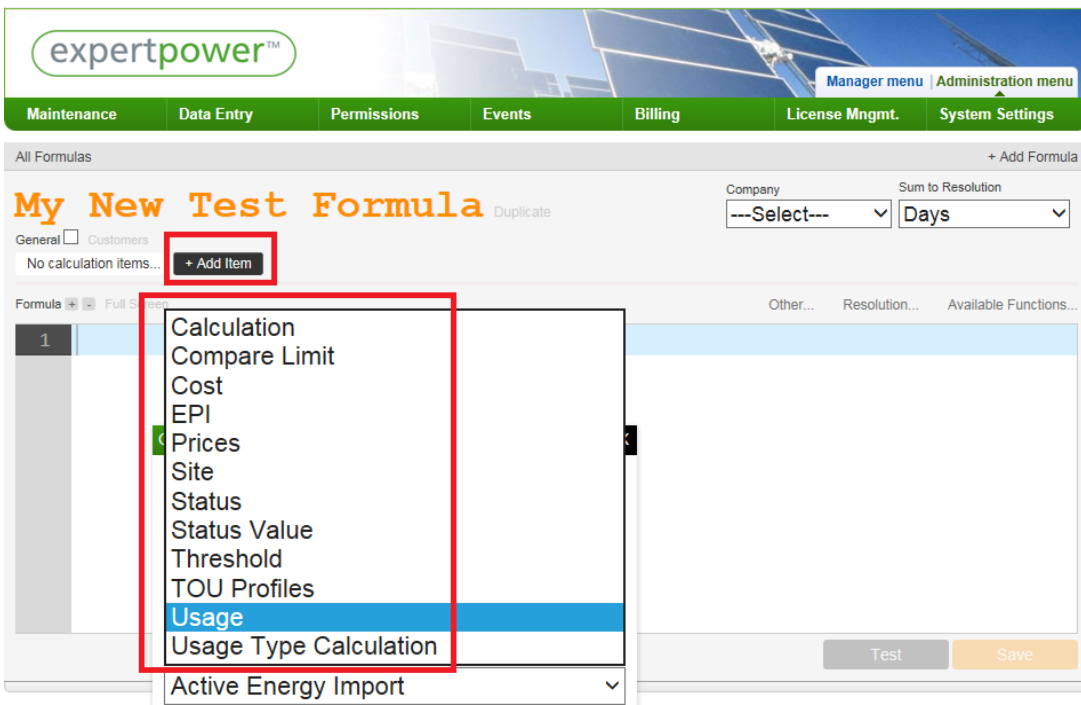 expertpower™
Manager menu | Administration menu
Maintenance Data Entry Permissions Events Billing License Mngmt. System Settings
All Formulas + Add Formula
My New Test Formula Duplicate
Company Sum to Resolution
---Select--- Days
General Customers
No calculation items... + Add Item
Formula + - Full Screen Other... Resolution... Available Functions...
1
Calculation
Compare Limit
Cost
EPI
Prices
Site
Status
Status Value
Threshold
TOU Profiles
Usage
Usage Type Calculation
Test Save
Active Energy Import